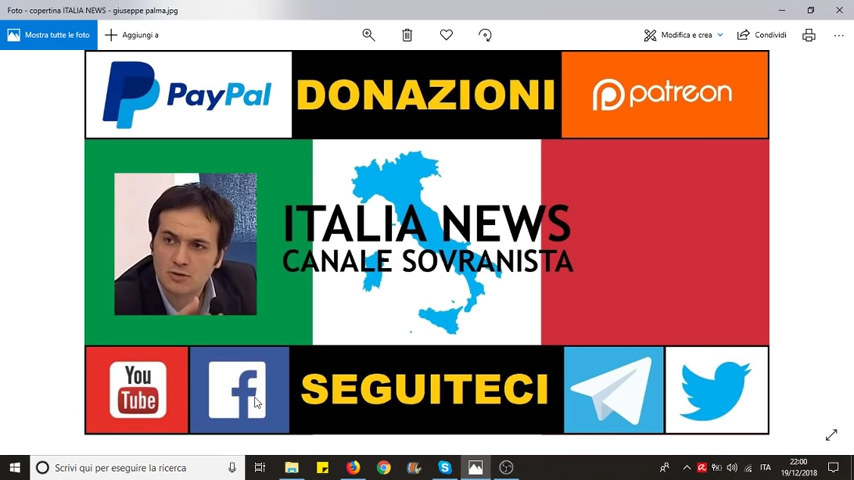 Foto - copertina ITALIA NEWS - giuseppe palma.jpg
Mostra tutte le foto
Aggiungi a
Modifica e crea
Condividi
PayPal
DONAZIONI
patreon
ITALIA NEWS
CANALE SOVRANISTA
You
Tube
f
SEGUITECI
Scrivi qui per eseguire la ricerca
ITA
22:00
19/12/2018